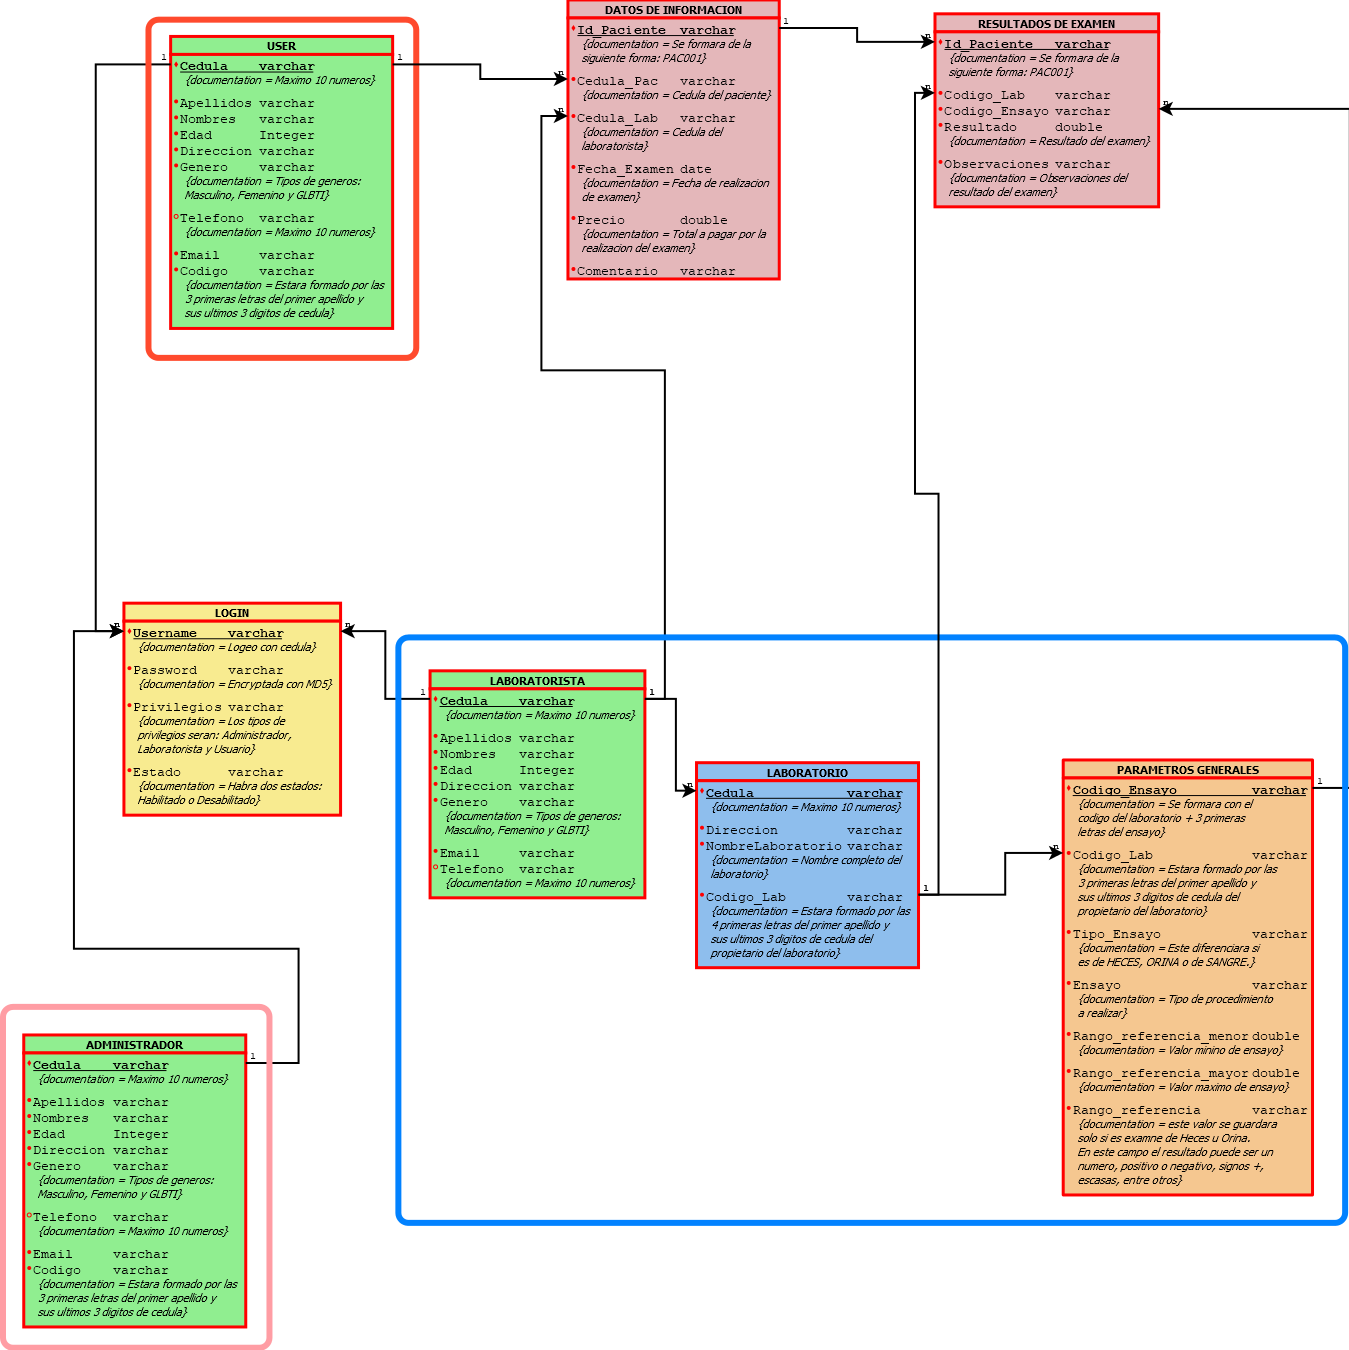 USER
Cedula varchar
{documentation = Maximo 10 numeros}
Apellidos varchar
Nombres varchar
Edad Integer
Direccion varchar
Genero varchar
{documentation = Tipos de generos:
Masculino, Femenino y GLBTI}
Telefono varchar
{documentation = Maximo 10 numeros}
Email varchar
Codigo varchar
{documentation = Estara formado por las
3 primeras letras del primer apellido y
sus ultimos 3 digitos de cedula}
1
1
DATOS DE INFORMACION
Id_Paciente varchar
{documentation = Se formara de la
siguiente forma: PAC001}
Cedula_Pac varchar
{documentation = Cedula del paciente}
Cedula_Lab varchar
{documentation = Cedula del
laboratorista}
Fecha_Examen date
{documentation = Fecha de realizacion
de examen}
Precio double
{documentation = Total a pagar por la
realizacion del examen}
Comentario varchar
n
n
1
RESULTADOS DE EXAMEN
Id_Paciente varchar
{documentation = Se formara de la
siguiente forma: PAC001}
Codigo_Lab varchar
Codigo_Ensayo varchar
Resultado double
{documentation = Resultado del examen}
Observaciones varchar
{documentation = Observaciones del
resultado del examen}
n
n
n
LOGIN
Username varchar
{documentation = Logeo con cedula}
Password varchar
{documentation = Encryptada con MD5}
Privilegios varchar
{documentation = Los tipos de
privilegios seran: Administrador,
Laboratorista y Usuario}
Estado varchar
{documentation = Habra dos estados:
Habilitado o Desabilitado}
n
n
LABORATORISTA
Cedula varchar
{documentation = Maximo 10 numeros}
Apellidos varchar
Nombres varchar
Edad Integer
Direccion varchar
Genero varchar
{documentation = Tipos de generos:
Masculino, Femenino y GLBTI}
Email varchar
Telefono varchar
{documentation = Maximo 10 numeros}
1
1
LABORATORIO
Cedula varchar
{documentation = Maximo 10 numeros}
Direccion varchar
NombreLaboratorio varchar
{documentation = Nombre completo del
laboratorio}
Codigo_Lab varchar
{documentation = Estara formado por las
4 primeras letras del primer apellido y
sus ultimos 3 digitos de cedula del
propietario del laboratorio}
n
1
PARAMETROS GENERALES
Codigo_Ensayo varchar
{documentation = Se formara con el
codigo del laboratorio + 3 primeras
letras del ensayo}
Codigo_Lab varchar
{documentation = Estara formado por las
3 primeras letras del primer apellido y
sus ultimos 3 digitos de cedula del
propietario del laboratorio}
Tipo_Ensayo varchar
{documentation = Este diferenciara si
es de HECES, ORINA o de SANGRE.}
Ensayo varchar
{documentation = Tipo de procedimiento
a realizar}
Rango_referencia_menor double
{documentation = Valor minino de ensayo}
Rango_referencia_mayor double
{documentation = Valor maximo de ensayo}
Rango_referencia varchar
{documentation = este valor se guardara
solo si es examne de Heces u Orina.
En este campo el resultado puede ser un
numero, positivo o negativo, signos +,
escasas, entre otros}
n
1
ADMINISTRADOR
Cedula varchar
{documentation = Maximo 10 numeros}
Apellidos varchar
Nombres varchar
Edad Integer
Direccion varchar
Genero varchar
{documentation = Tipos de generos:
Masculino, Femenino y GLBTI}
Telefono varchar
{documentation = Maximo 10 numeros}
Email varchar
Codigo varchar
{documentation = Estara formado por las
3 primeras letras del primer apellido y
sus ultimos 3 digitos de cedula}
1